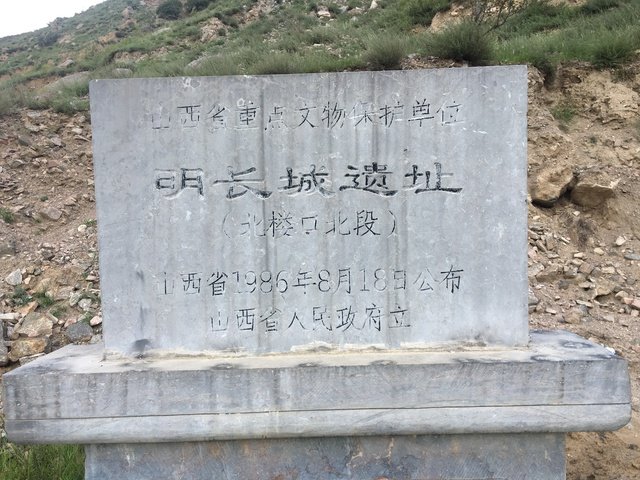 山西省重点文物保护单位
明长城遗址
（北楼口北段）
山西省1986年8月18日公布
山西省人民政府立